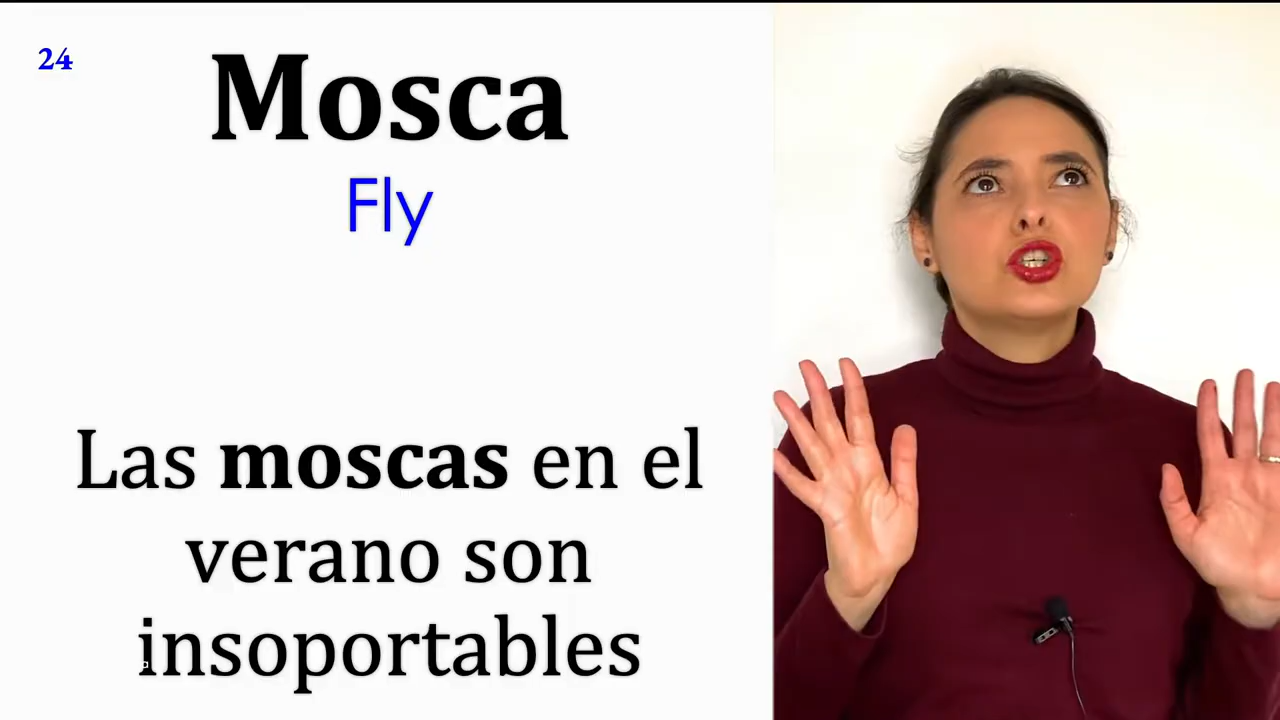 24
Mosca
Fly
Las moscas en el
verano son
insoportables